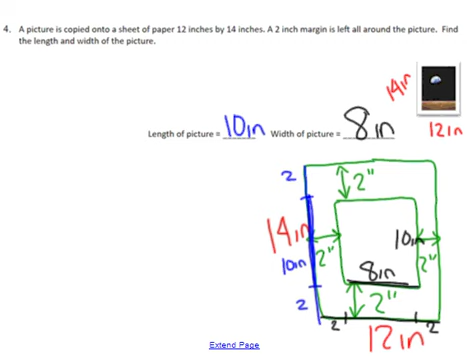 4. A picture is copied onto a sheet of paper 12 inches by 14 inches. A 2 inch margin is left all around the picture. Find
the length and width of the picture.
14in
12in
Length of picture = 10in Width of picture = 8in
2
2"
14in
10in
2"
10in
2"
8in
2
2"
2
2
12in
Extend Page